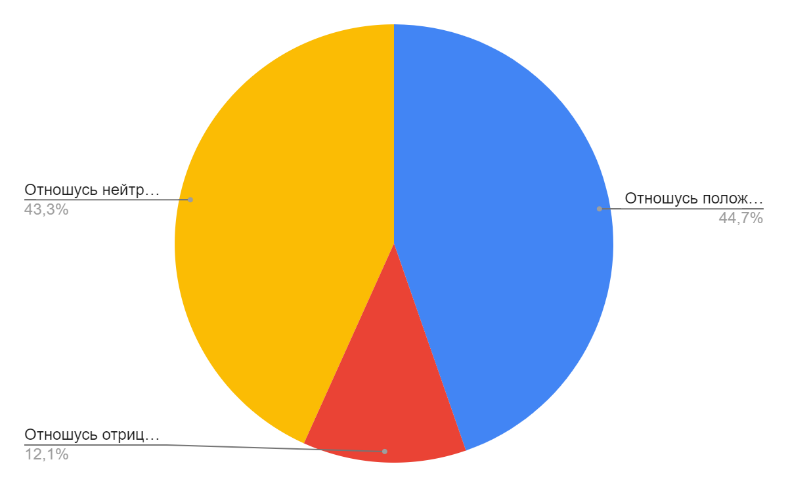 Отношусь нейтр…
43,3%
Отношусь полож…
44,7%
Отношусь отриц…
12,1%